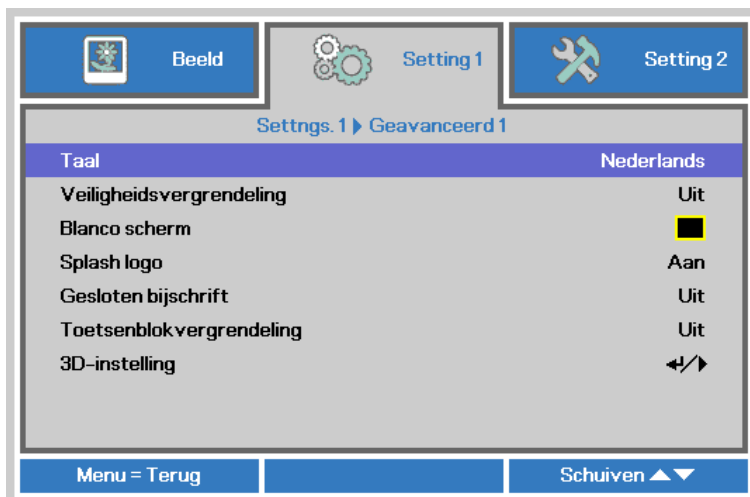 Beeld Setting 1 Setting 2
Settngs. 1 Geavanceerd 1
Taal Nederlands
Veiligheidsvergrendeling Uit
Blanco scherm
Splash logo Aan
Gesloten bijschrift Uit
Toetsenblokvergrendeling Uit
3D-instelling
Menu = Terug Schuiven